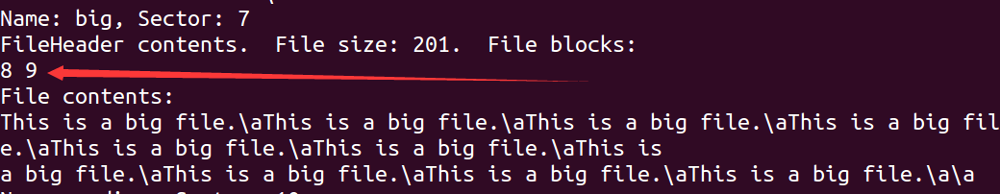 Name: big, Sector: 7
FileHeader contents.  File size: 201.  File blocks:
8 9
File contents:
This is a big file.\aThis is a big file.\aThis is a big file.\aThis is a big fil
e.\aThis is a big file.\aThis is a big file.\aThis is
a big file.\aThis is a big file.\aThis is a big file.\aThis is a big file.\a\a